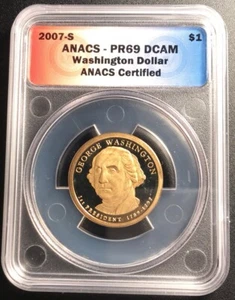 2007-S $1
ANACS - PR69 DCAM
Washington Dollar
ANACS Certified
GEORGE WASHINGTON
1st PRESIDENT 1789-1797